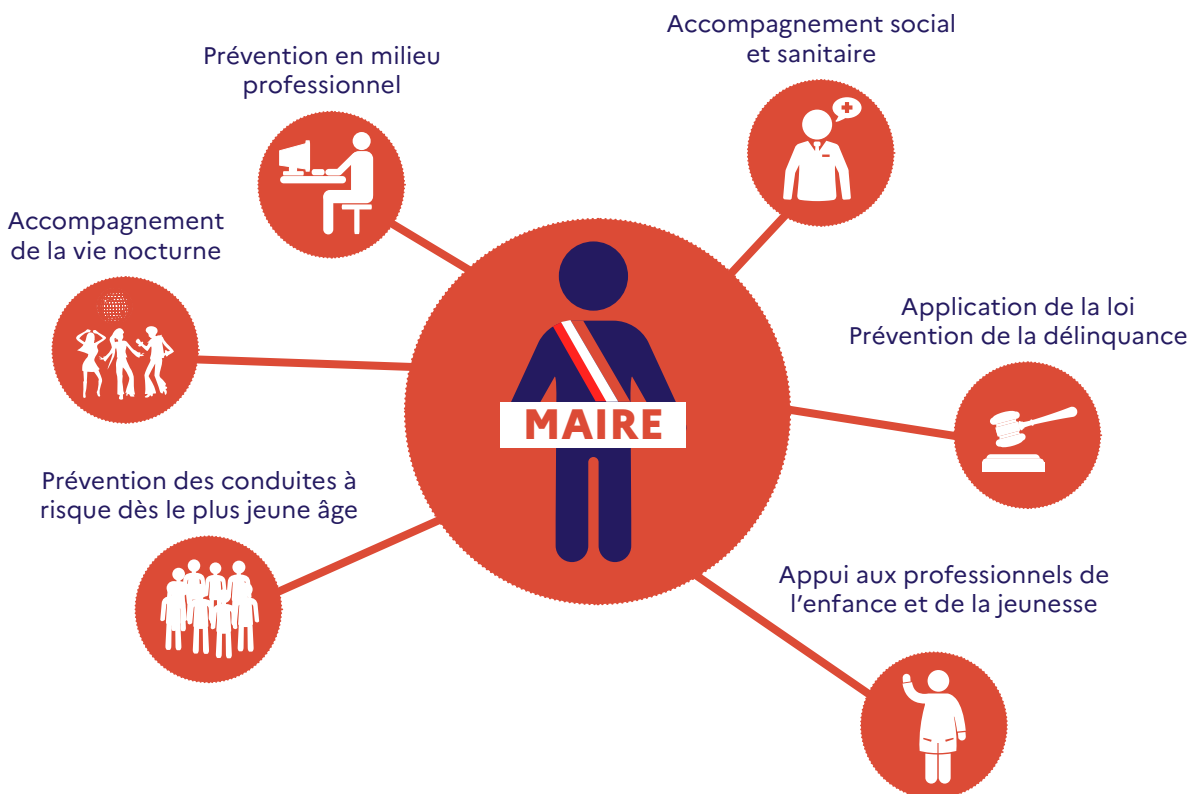 Accompagnement social
et sanitaire
Prévention en milieu
professionnel
Accompagnement
de la vie nocturne
Application de la loi
Prévention de la délinquance
MAIRE
Prévention des conduites à
risque dès le plus jeune âge
Appui aux professionnels de
l’enfance et de la jeunesse